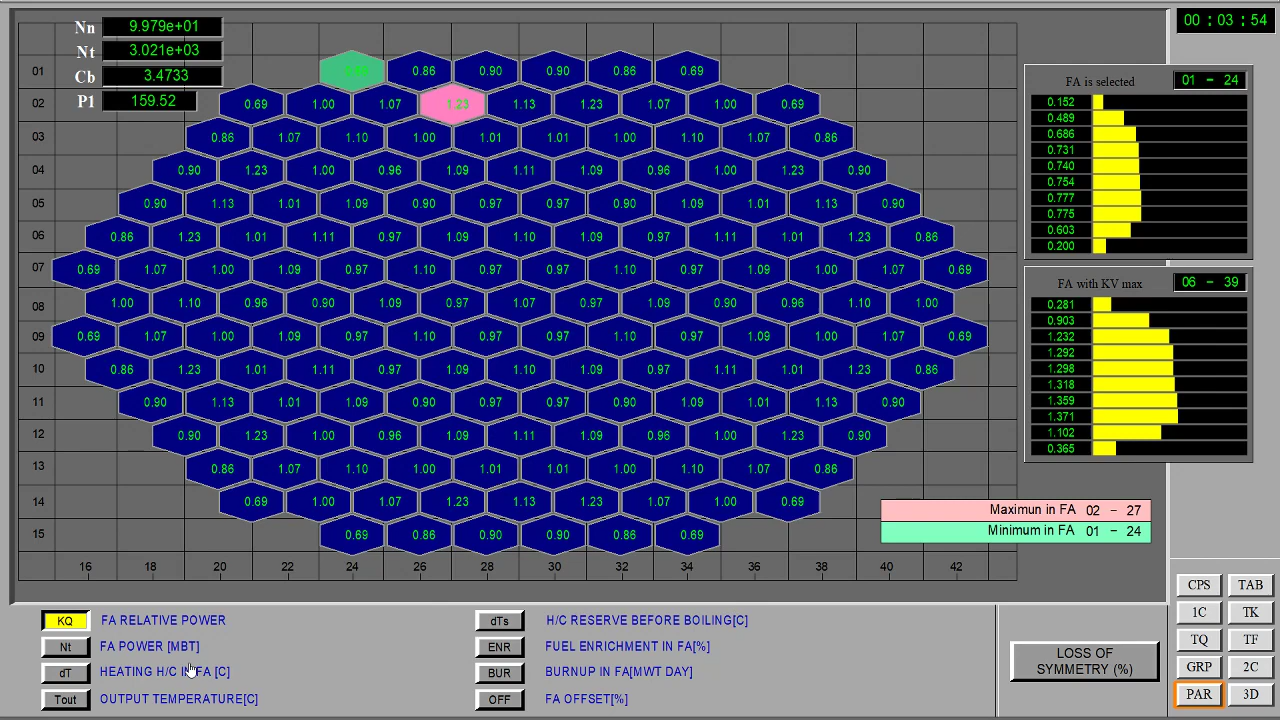 Nn 9.979e+01
Nt 3.021e+03
Cb 3.4733
P1 159.52
00 : 03 : 54
01 0.86 0.90 0.90 0.86 0.69
02 0.69 1.00 1.07 1.23 1.13 1.23 1.07 1.00 0.69
03 0.86 1.07 1.10 1.00 1.01 1.01 1.00 1.10 1.07 0.86
04 0.90 1.23 1.00 0.96 1.09 1.11 1.09 0.96 1.00 0.90
05 0.90 1.13 1.01 0.90 0.97 0.97 0.90 1.09 1.01 1.13 0.90
06 0.86 1.23 1.01 0.97 1.09 1.10 1.09 0.97 1.11 1.01 1.23 0.86
07 0.69 1.07 1.00 1.09 0.97 1.10 0.97 0.97 1.10 0.97 1.09 1.00 1.07 0.69
08 1.00 1.10 0.96 0.90 1.09 0.97 1.07 0.97 1.09 0.90 0.96 1.10 1.00
09 0.69 1.07 1.00 1.09 0.97 1.10 0.97 0.97 1.10 0.97 1.09 1.00 1.07 0.69
10 0.86 1.23 1.01 1.11 0.97 1.09 1.10 1.09 0.97 1.11 1.01 1.23 0.86
11 0.90 1.13 1.01 0.90 0.97 0.97 0.90 1.09 1.01 1.13 0.90
12 0.90 1.23 1.00 0.96 1.09 1.11 1.09 0.96 1.00 0.90
13 0.86 1.07 1.10 1.00 1.01 1.01 1.00 1.10 1.07 0.86
14 0.69 1.00 1.07 1.23 1.13 1.23 1.07 1.00 0.69
15 0.69 0.86 0.90 0.90 0.86 0.69
16 18 20 22 24 26 28 30 32 34 36 38 40 42
FA is selected 01 - 24
0.152
0.489
0.686
0.731
0.740
0.754
0.777
0.775
0.603
0.200
FA with KV max 06 - 39
0.281
0.903
1.232
1.292
1.298
1.318
1.359
1.371
1.102
0.365
Maximun in FA 02 - 27
Minimum in FA 01 - 24
KQ FA RELATIVE POWER
Nt FA POWER [MBT]
dT HEATING H/C IN FA [C]
Tout OUTPUT TEMPERATURE[C]
dTs H/C RESERVE BEFORE BOILING[C]
ENR FUEL ENRICHMENT IN FA[%]
BUR BURNUP IN FA[MWT DAY]
OFF FA OFFSET[%]
LOSS OF
SYMMETRY (%)
CPS TAB
1C TK
TQ TF
GRP 2C
PAR 3D